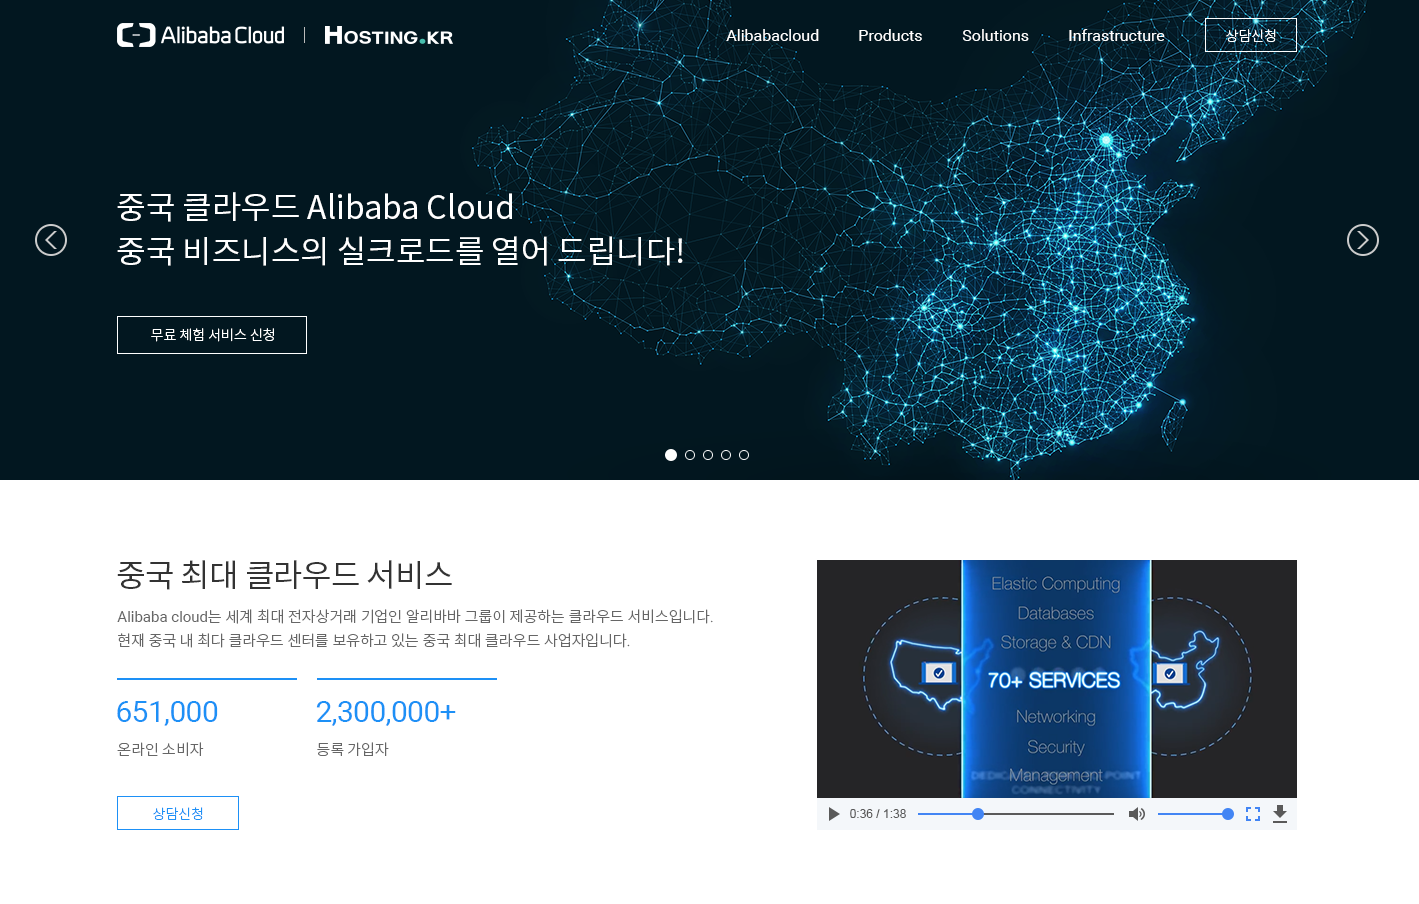 Alibaba Cloud | HOSTING.KR
Alibabacloud Products Solutions Infrastructure 상담신청
중국 클라우드 Alibaba Cloud
중국 비즈니스의 실크로드를 열어 드립니다!
무료 체험 서비스 신청
중국 최대 클라우드 서비스
Alibaba cloud는 세계 최대 전자상거래 기업인 알리바바 그룹이 제공하는 클라우드 서비스입니다.
현재 중국 내 최다 클라우드 센터를 보유하고 있는 중국 최대 클라우드 사업자입니다.
651,000
온라인 소비자
2,300,000+
등록 가입자
상담신청
Elastic Computing
Databases
Storage & CDN
70+ SERVICES
Networking
Security
Management
CONNECTIVITY
0:36 / 1:38